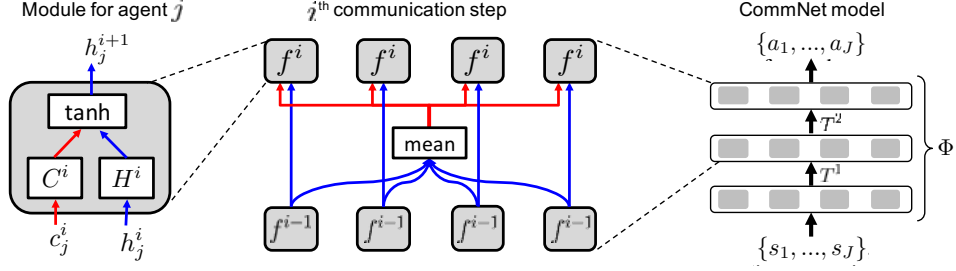 Module for agent j
h_j^{i+1}
tanh
C^i H^i
c_j^i h_j^i
i^th communication step
f^i f^i f^i f^i
mean
f^{i-1} f^{i-1} f^{i-1} f^{i-1}
CommNet model
{a_1, ..., a_J}
T^2
T^1
Φ
{s_1, ..., s_J}